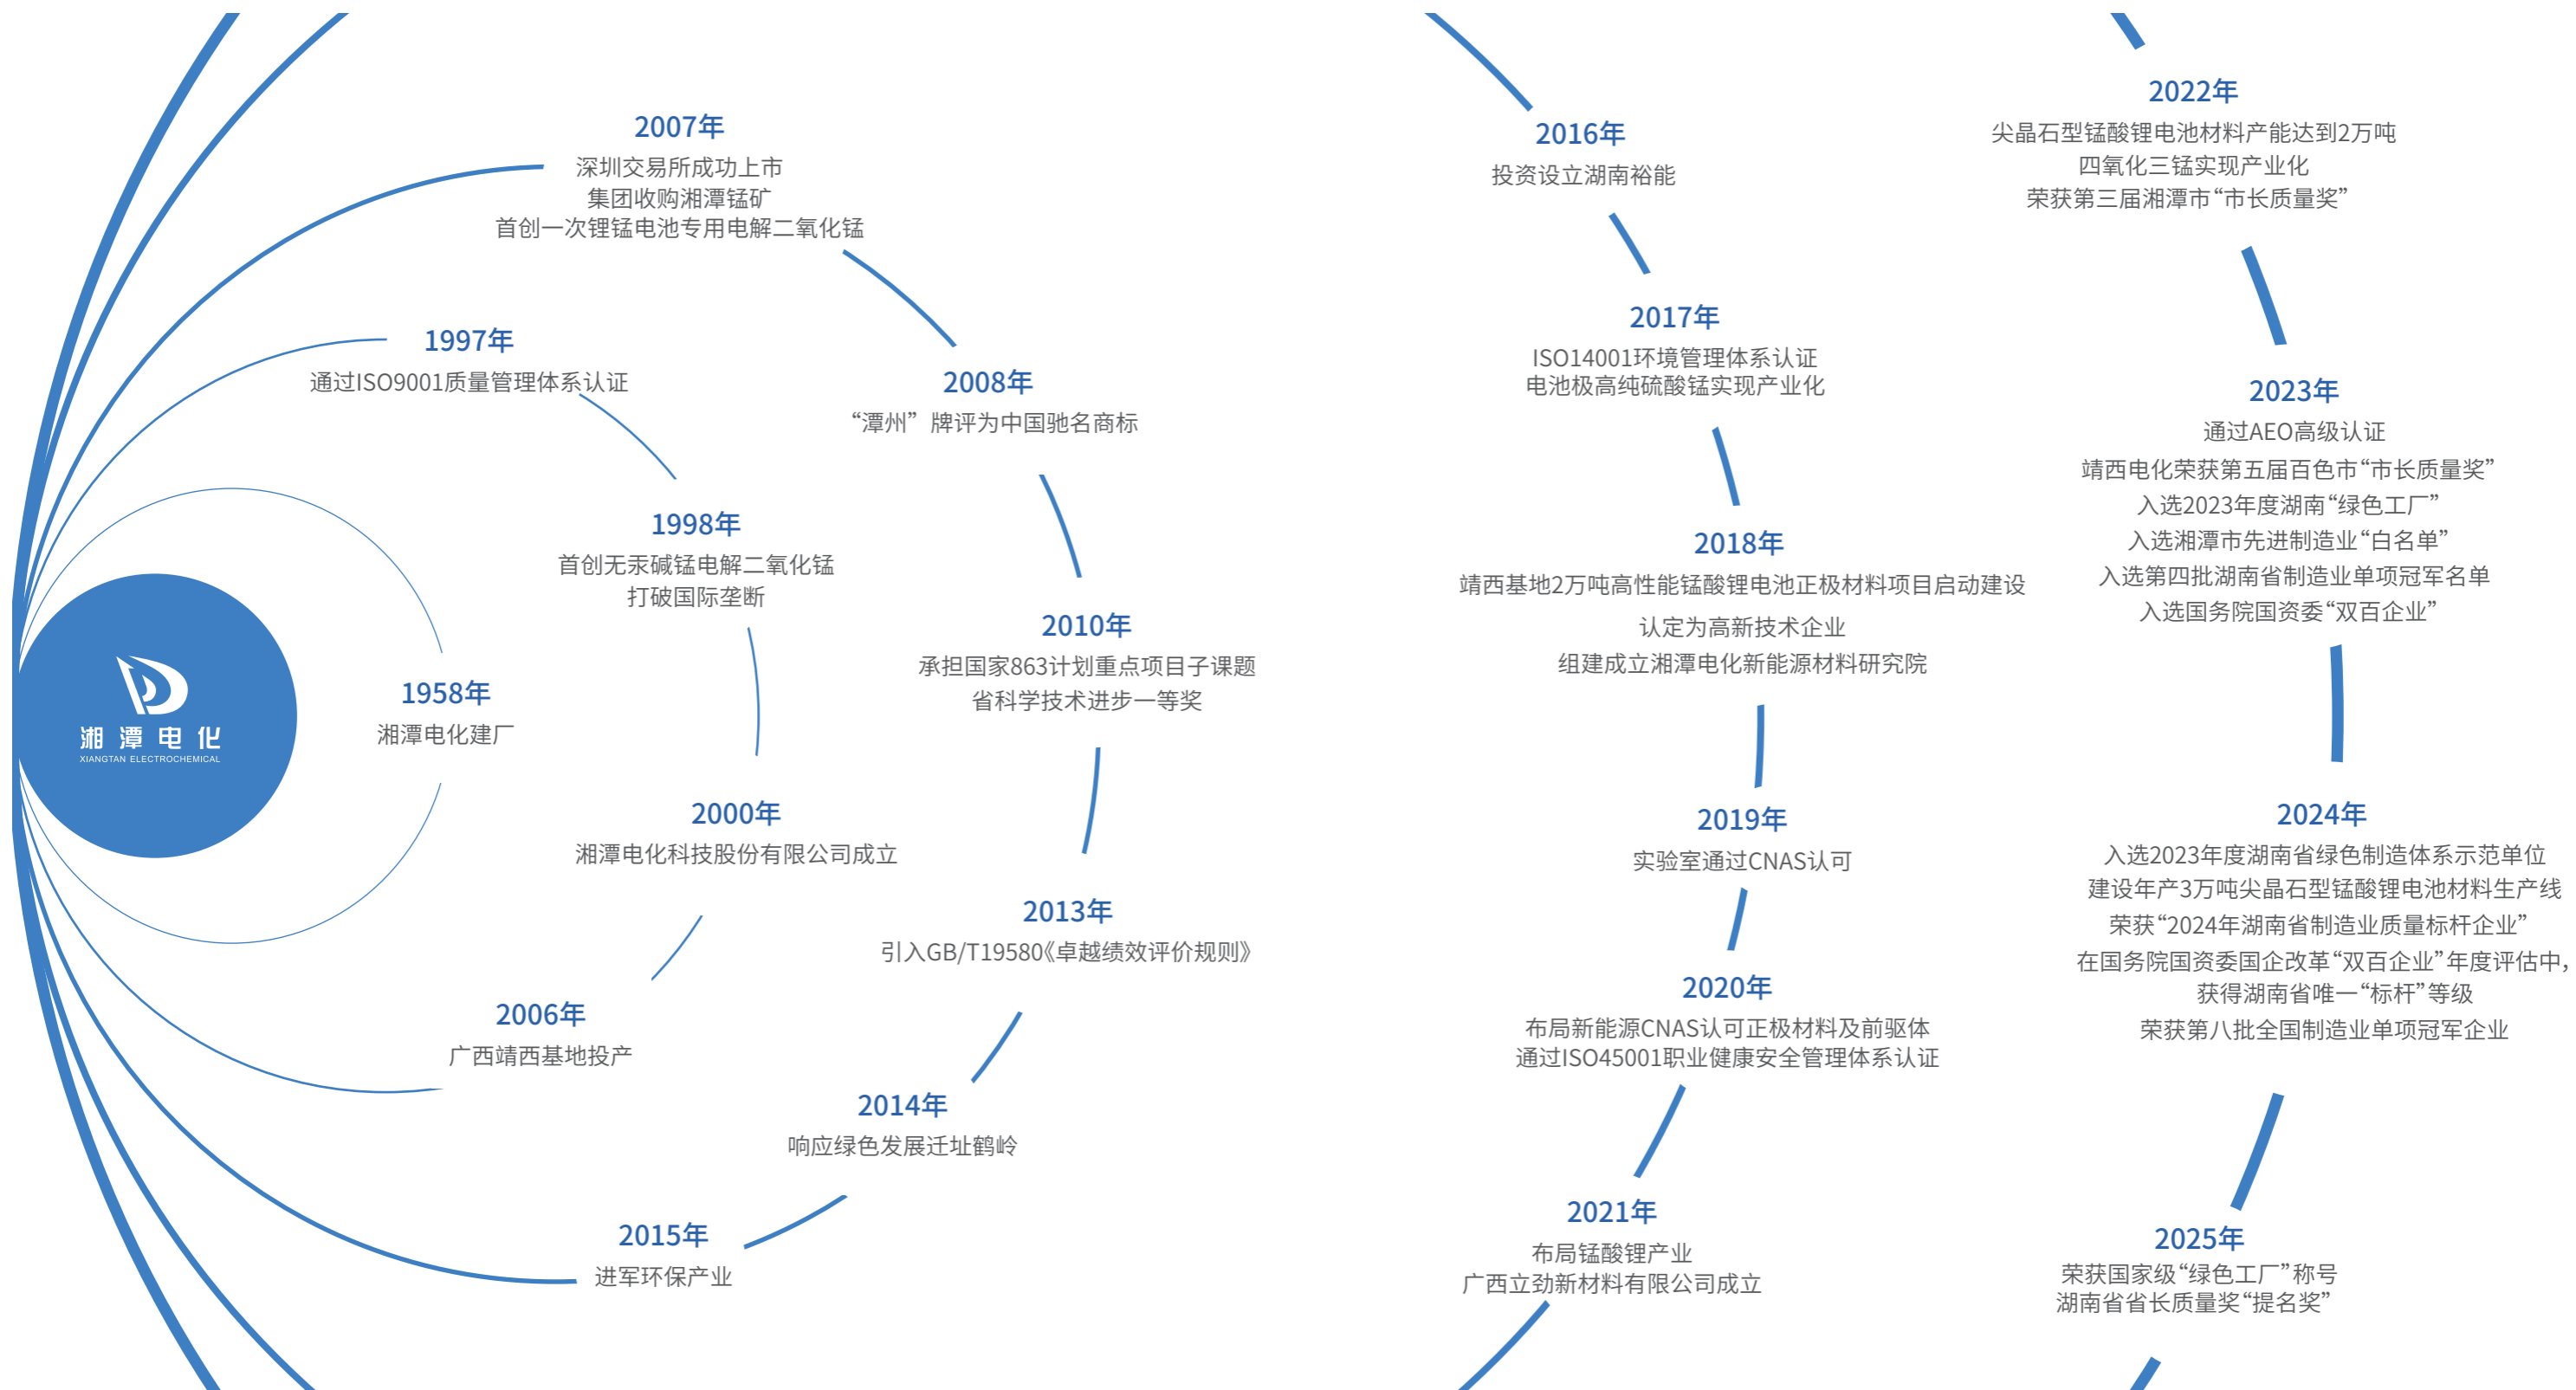 湘潭电化
XIANGTAN ELECTROCHEMICAL
1958年
湘潭电化建厂
1997年
通过ISO9001质量管理体系认证
1998年
首创无汞碱锰电解二氧化锰
打破国际垄断
2000年
湘潭电化科技股份有限公司成立
2006年
广西靖西基地投产
2007年
深圳交易所成功上市
集团收购湘潭锰矿
首创一次锂锰电池专用电解二氧化锰
2008年
“潭州”牌评为中国驰名商标
2010年
承担国家863计划重点项目子课题
省科学技术进步一等奖
2013年
引入GB/T19580《卓越绩效评价规则》
2014年
响应绿色发展迁址鹤岭
2015年
进军环保产业
2016年
投资设立湖南裕能
2017年
ISO14001环境管理体系认证
电池极高纯硫酸锰实现产业化
2018年
靖西基地2万吨高性能锰酸锂电池正极材料项目启动建设
认定为高新技术企业
组建成立湘潭电化新能源材料研究院
2019年
实验室通过CNAS认可
2020年
布局新能源CNAS认可正极材料及前驱体
通过ISO45001职业健康安全管理体系认证
2021年
布局锰酸锂产业
广西立劲新材料有限公司成立
2022年
尖晶石型锰酸锂电池材料产能达到2万吨
四氧化三锰实现产业化
荣获第三届湘潭市“市长质量奖”
2023年
通过AEO高级认证
靖西电化荣获第五届百色市“市长质量奖”
入选2023年度湖南“绿色工厂”
入选湘潭市先进制造业“白名单”
入选第四批湖南省制造业单项冠军名单
入选国务院国资委“双百企业”
2024年
入选2023年度湖南省绿色制造体系示范单位
建设年产3万吨尖晶石型锰酸锂电池材料生产线
荣获“2024年湖南省制造业质量标杆企业”
在国务院国资委国企改革“双百企业”年度评估中，
获得湖南省唯一“标杆”等级
荣获第八批全国制造业单项冠军企业
2025年
荣获国家级“绿色工厂”称号
湖南省省长质量奖“提名奖”